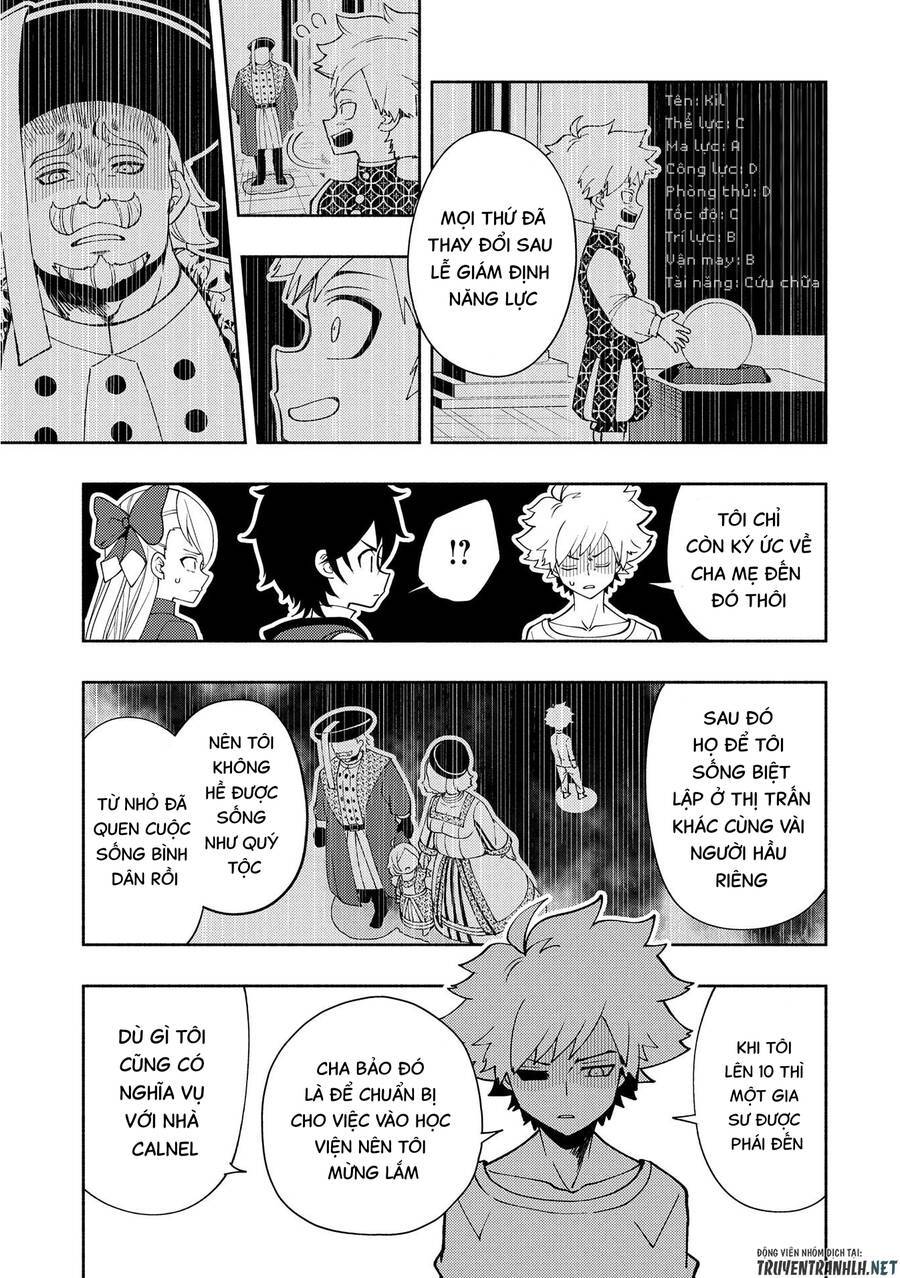 Tên: Kil
Thể lực: C
Ma lực: A
Công lực: D
Phòng thủ: D
Tốc độ: C
Trí lực: B
Vận may: B
Tài năng: Cứu chữa
MỌI THỨ ĐÃ
THAY ĐỔI SAU
LỄ GIÁM ĐỊNH
NĂNG LỰC
TÔI CHỈ
CÒN KÝ ỨC VỀ
CHA MẸ ĐẾN
ĐÓ THÔI
!?
SAU ĐÓ
HỌ ĐỂ TÔI
SỐNG BIỆT
LẬP Ở THỊ TRẤN
KHÁC CÙNG VÀI
NGƯỜI HẦU
RIÊNG
NÊN TÔI
KHÔNG
HỀ ĐƯỢC
SỐNG
NHƯ QUÝ
TỘC
TỪ NHỎ ĐÃ
QUEN CUỘC
SỐNG BÌNH
DÂN RỒI
KHI TÔI
LÊN 10 THÌ
MỘT GIA
SƯ ĐƯỢC
PHÁI ĐẾN
CHA BẢO ĐÓ
LÀ ĐỂ CHUẨN BỊ
CHO VIỆC VÀO HỌC
VIỆN NÊN TÔI
MỪNG LẮM
DÙ GÌ TÔI
CŨNG CÓ
NGHĨA VỤ
VỚI NHÀ
CALNEL
ĐỘNG VIÊN NHÓM DỊCH TẠI:
TRUYENTRANHLH.NET